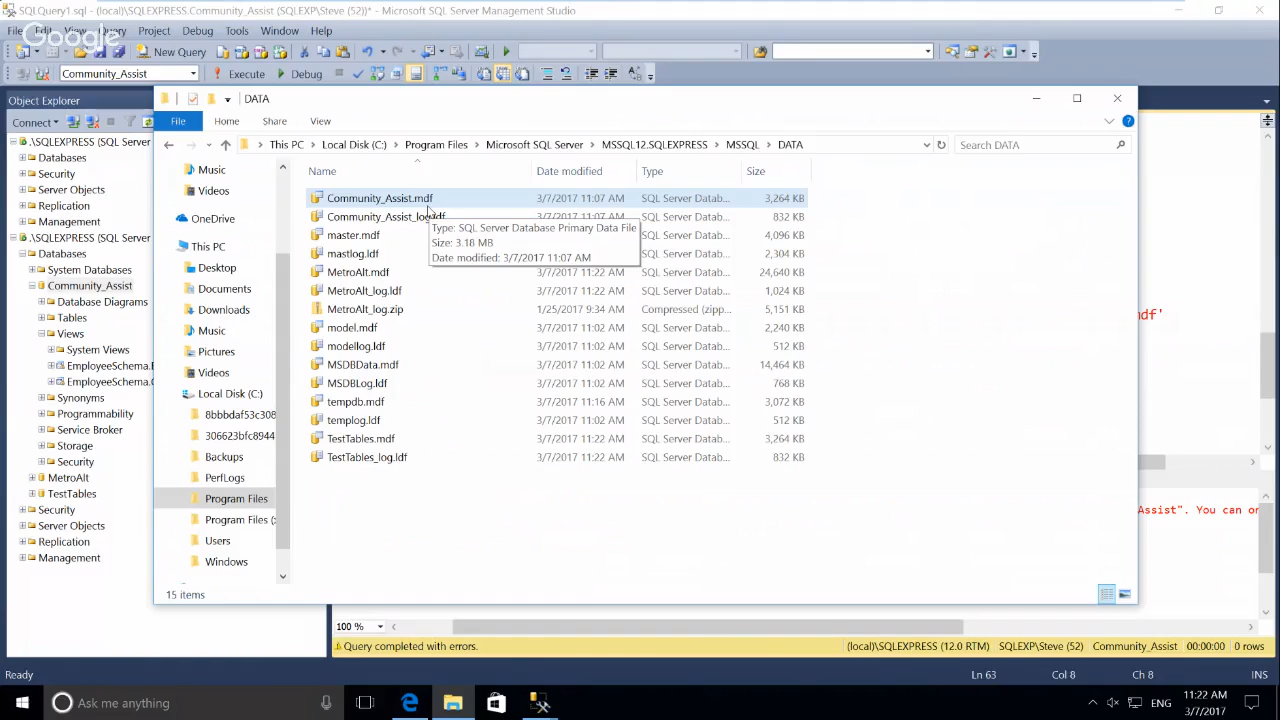 SQLQuery1.sql - (local)\SQLEXPRESS.Community_Assist (SQLEXP\Steve (52))* - Microsoft SQL Server Management Studio
File Edit View Query Project Debug Tools Window Help
Google
New Query
Community_Assist Execute Debug
Object Explorer
Connect
.\SQLEXPRESS (SQL Server
Databases
Security
Server Objects
Replication
Management
.\SQLEXPRESS (SQL Server
Databases
System Databases
Community_Assist
Database Diagrams
Tables
Views
System Views
EmployeeSchema.E
EmployeeSchema.C
Synonyms
Programmability
Service Broker
Storage
Security
MetroAlt
TestTables
Security
Server Objects
Replication
Management
DATA
File Home Share View
This PC Local Disk (C:) Program Files Microsoft SQL Server MSSQL12.SQLEXPRESS MSSQL DATA
Search DATA
Music
Videos
OneDrive
This PC
Desktop
Documents
Downloads
Music
Pictures
Videos
Local Disk (C:)
8bbbdaf53c308
306623bfc8944
Backups
PerfLogs
Program Files
Program Files (
Users
Windows
Name Date modified Type Size
Community_Assist.mdf 3/7/2017 11:07 AM SQL Server Datab... 3,264 KB
Community_Assist_log.ldf 3/7/2017 11:07 AM SQL Server Datab... 832 KB
master.mdf 4,096 KB
mastlog.ldf 2,304 KB
MetroAlt.mdf 3/7/2017 11:22 AM SQL Server Datab... 24,640 KB
MetroAlt_log.ldf 3/7/2017 11:22 AM SQL Server Datab... 1,024 KB
MetroAlt_log.zip 1/25/2017 9:34 AM Compressed (zipp... 5,151 KB
model.mdf 3/7/2017 11:02 AM SQL Server Datab... 2,240 KB
modellog.ldf 3/7/2017 11:02 AM SQL Server Datab... 512 KB
MSDBData.mdf 3/7/2017 11:02 AM SQL Server Datab... 14,464 KB
MSDBLog.ldf 3/7/2017 11:02 AM SQL Server Datab... 768 KB
tempdb.mdf 3/7/2017 11:16 AM SQL Server Datab... 3,072 KB
templog.ldf 3/7/2017 11:02 AM SQL Server Datab... 512 KB
TestTables.mdf 3/7/2017 11:22 AM SQL Server Datab... 3,264 KB
TestTables_log.ldf 3/7/2017 11:22 AM SQL Server Datab... 832 KB
Type: SQL Server Database Primary Data File
Size: 3.18 MB
Date modified: 3/7/2017 11:07 AM
15 items
mdf'
Assist". You can on
100 %
Query completed with errors. (local)\SQLEXPRESS (12.0 RTM) SQLEXP\Steve (52) Community_Assist 00:00:00 0 rows
Ready Ln 63 Col 8 Ch 8 INS
Ask me anything
ENG
11:22 AM
3/7/2017